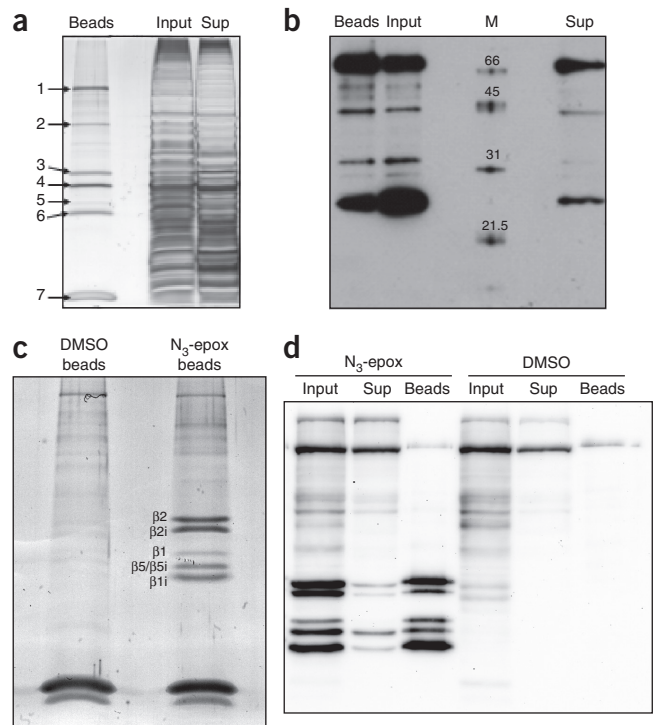 a
Beads Input Sup
1
2
3
4
5
6
7
b
Beads Input M Sup
66
45
31
21.5
c
DMSO beads
N₃-epox beads
β2
β2i
β1
β5/β5i
β1i
d
N₃-epox DMSO
Input Sup Beads Input Sup Beads